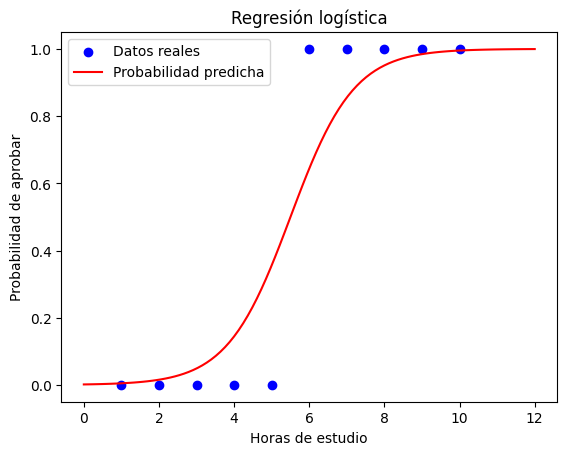 Regresión logística
Datos reales
Probabilidad predicha
Probabilidad de aprobar
1.0
0.8
0.6
0.4
0.2
0.0
0 2 4 6 8 10 12
Horas de estudio